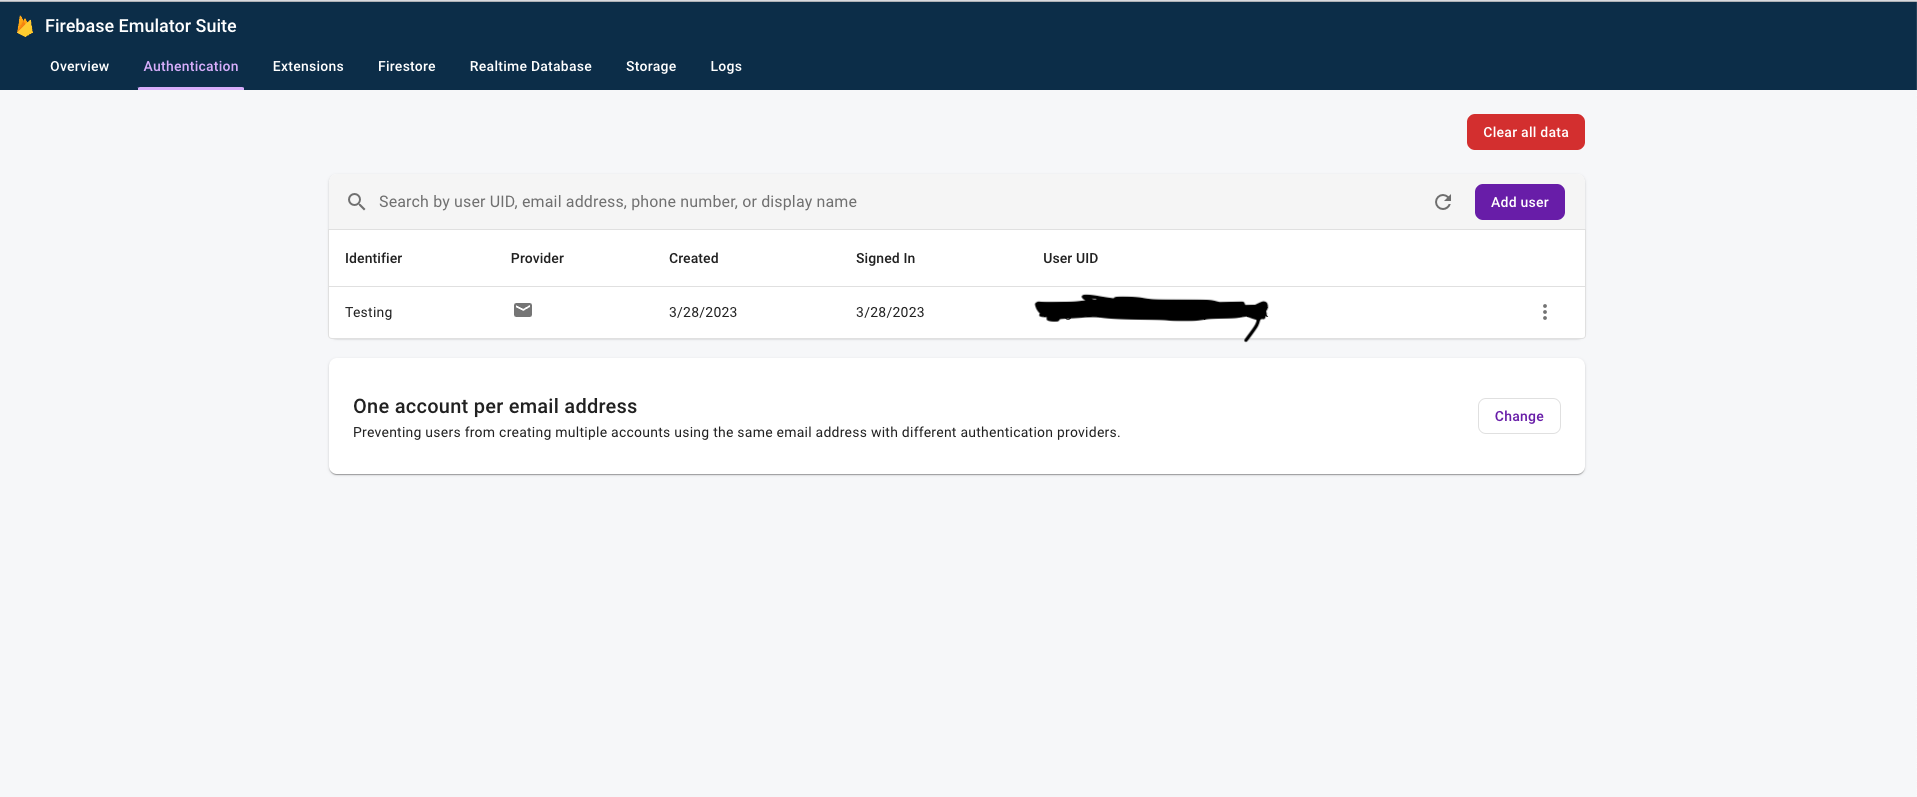 Firebase Emulator Suite
Overview Authentication Extensions Firestore Realtime Database Storage Logs
Clear all data
Search by user UID, email address, phone number, or display name
Add user
Identifier Provider Created Signed In User UID
Testing 3/28/2023 3/28/2023
One account per email address
Preventing users from creating multiple accounts using the same email address with different authentication providers.
Change